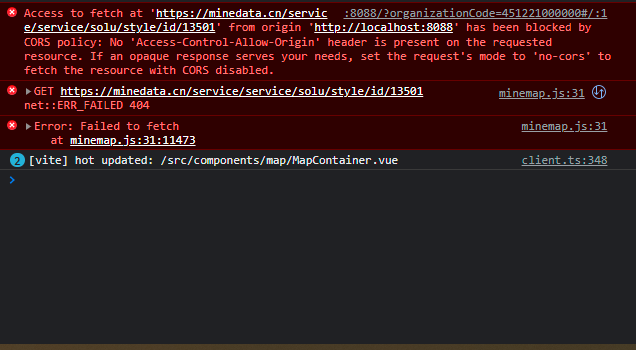 Access to fetch at 'https://minedata.cn/servic :8088/?organizationCode=451221000000#/:1
e/service/solu/style/id/13501' from origin 'http://localhost:8088' has been blocked by
CORS policy: No 'Access-Control-Allow-Origin' header is present on the requested
resource. If an opaque response serves your needs, set the request's mode to 'no-cors' to
fetch the resource with CORS disabled.
GET https://minedata.cn/service/service/solu/style/id/13501 minemap.js:31
net::ERR_FAILED 404
Error: Failed to fetch minemap.js:31
at minemap.js:31:11473
2 [vite] hot updated: /src/components/map/MapContainer.vue client.ts:348